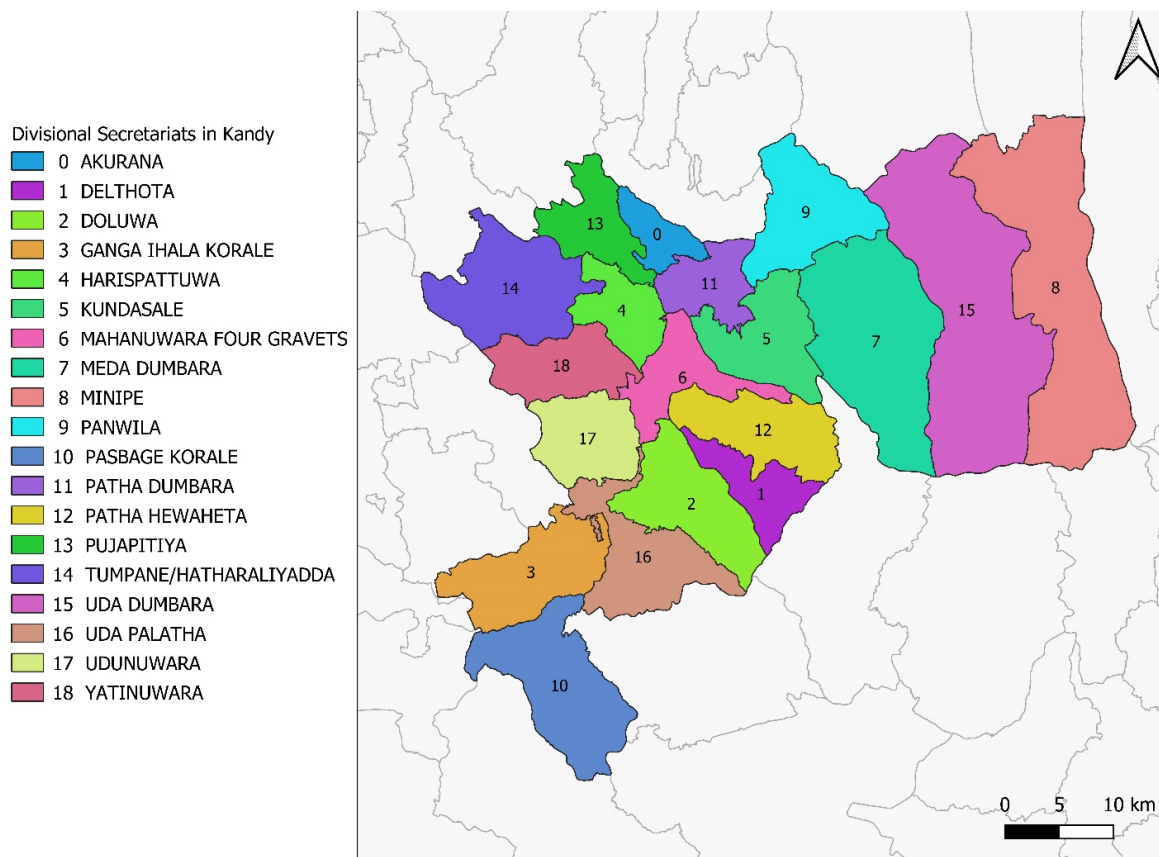 Divisional Secretariats in Kandy
0 AKURANA
1 DELTHOTA
2 DOLUWA
3 GANGA IHALA KORALE
4 HARISPATTUWA
5 KUNDASALE
6 MAHANUWARA FOUR GRAVETS
7 MEDA DUMBARA
8 MINIPE
9 PANWILA
10 PASBAGE KORALE
11 PATHA DUMBARA
12 PATHA HEWAHETA
13 PUJAPITIYA
14 TUMPANE/HATHARALIYADDA
15 UDA DUMBARA
16 UDA PALATHA
17 UDUNUWARA
18 YATINUWARA
9
13
0
11
14
8
4
15
5
7
18
6
12
17
1
2
16
3
10
0 5 10 km